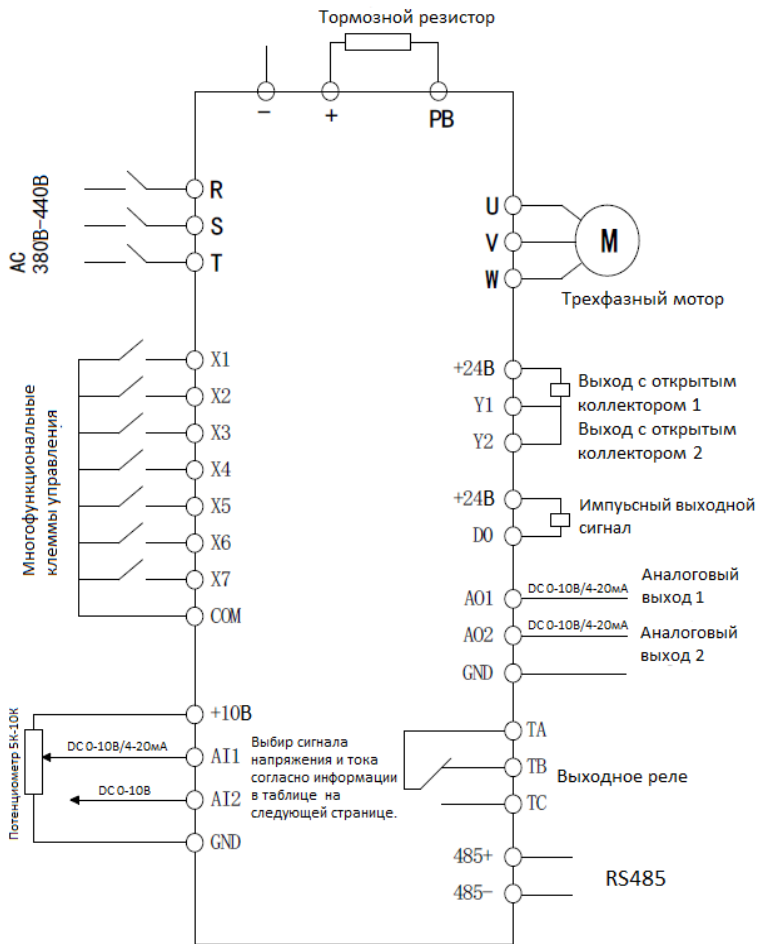 Тормозной резистор
-
+
PB
AC
380В-440В
R
S
T
U
V
W
M
Трехфазный мотор
Многофункциональные
клеммы управления
X1
X2
X3
X4
X5
X6
X7
COM
+24В
Y1
Y2
Выход с открытым
коллектором 1
Выход с открытым
коллектором 2
+24В
DO
Импуьсный выходной
сигнал
AO1
DC 0-10В/4-20мА
Аналоговый
выход 1
AO2
DC 0-10В/4-20мА
Аналоговый
выход 2
GND
Потенциометр 5К-10К
+10В
DC 0-10В/4-20мА
AI1
DC 0-10В
AI2
GND
Выбир сигнала
напряжения и тока
согласно информации
в таблице на
следующей странице.
TA
TB
TC
Выходное реле
485+
485-
RS485